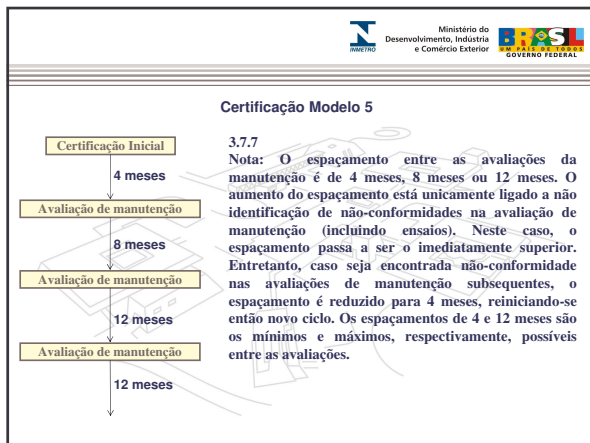 INMETRO
Ministério do
Desenvolvimento, Indústria
e Comércio Exterior
BRASIL
UM PAÍS DE TODOS
GOVERNO FEDERAL
Certificação Modelo 5
Certificação Inicial
4 meses
Avaliação de manutenção
8 meses
Avaliação de manutenção
12 meses
Avaliação de manutenção
12 meses
3.7.7
Nota: O espaçamento entre as avaliações da
manutenção é de 4 meses, 8 meses ou 12 meses. O
aumento do espaçamento está unicamente ligado a não
identificação de não-conformidades na avaliação de
manutenção (incluindo ensaios). Neste caso, o
espaçamento passa a ser o imediatamente superior.
Entretanto, caso seja encontrada não-conformidade
nas avaliações de manutenção subsequentes, o
espaçamento é reduzido para 4 meses, reiniciando-se
então novo ciclo. Os espaçamentos de 4 e 12 meses são
os mínimos e máximos, respectivamente, possíveis
entre as avaliações.